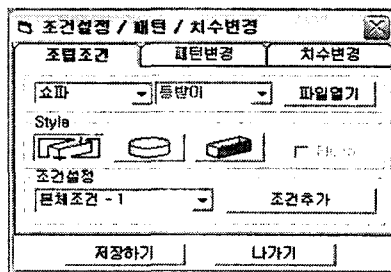 조건설정 / 패턴 / 치수변경
조립조건 패턴변경 치수변경
쇼파 등받이 파일열기
Style
조건설정
본체조건 - 1 조건추가
저장하기 나가기